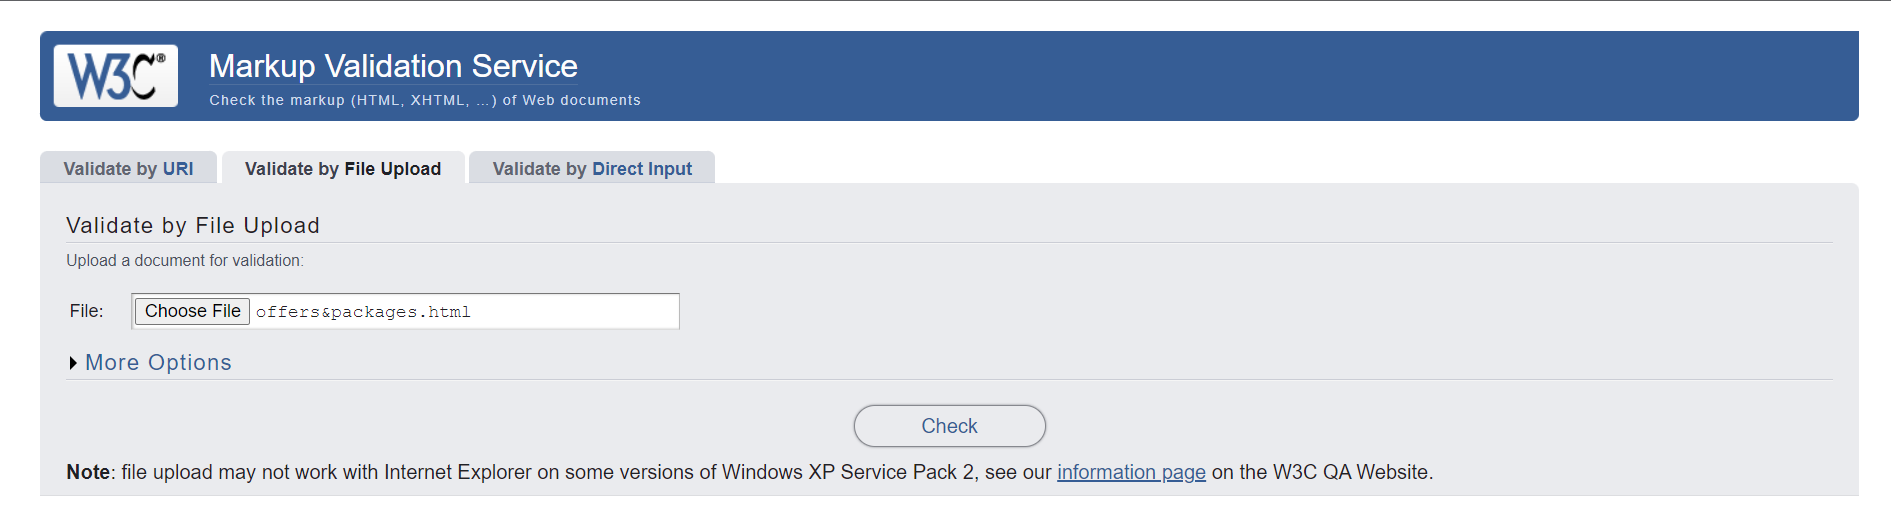 W3C®
Markup Validation Service
Check the markup (HTML, XHTML, …) of Web documents
Validate by URI
Validate by File Upload
Validate by Direct Input
Validate by File Upload
Upload a document for validation:
File: Choose File offers&packages.html
More Options
Check
Note: file upload may not work with Internet Explorer on some versions of Windows XP Service Pack 2, see our information page on the W3C QA Website.